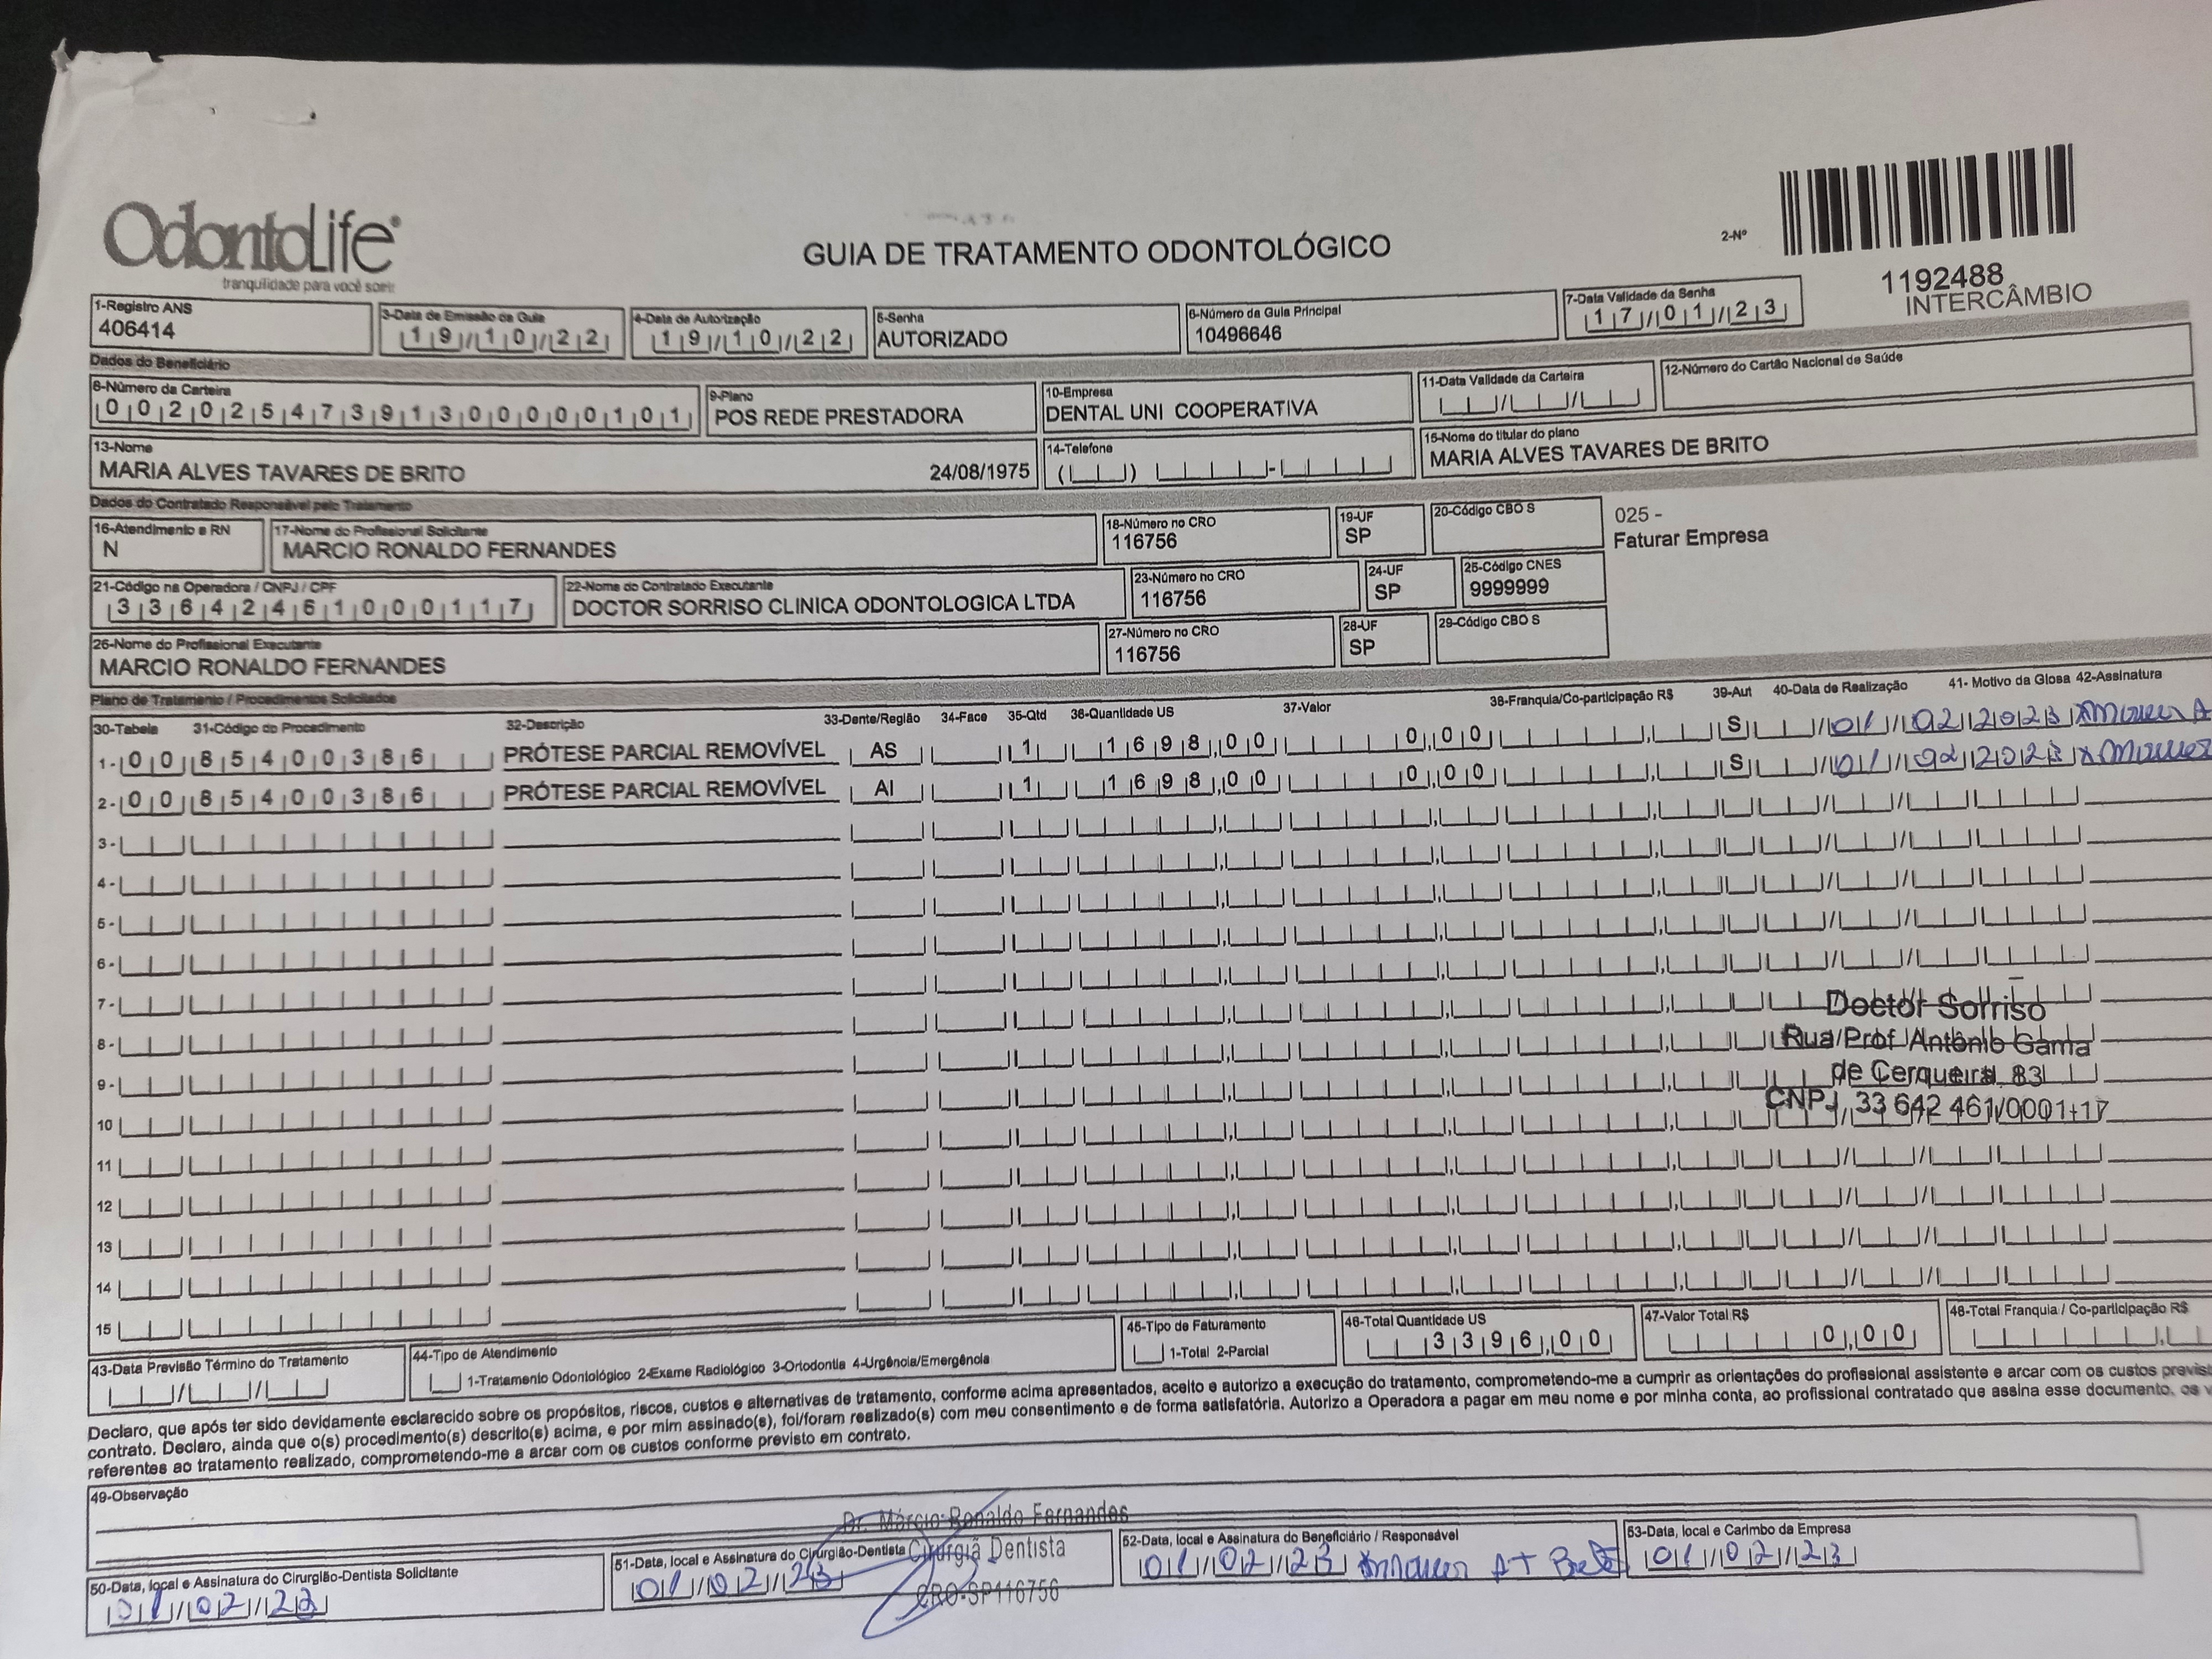 OdontoLife®
tranquilidade para você sorrir
GUIA DE TRATAMENTO ODONTOLÓGICO
2-Nº
1192488
INTERCÂMBIO
1-Registro ANS
406414
3-Data de Emissão da Guia
19/10/22
4-Data de Autorização
19/10/22
5-Senha
AUTORIZADO
6-Número da Guia Principal
10496646
7-Data Validade da Senha
17/01/23
Dados do Beneficiário
8-Número da Carteira
00202547391300000101
9-Plano
POS REDE PRESTADORA
10-Empresa
DENTAL UNI COOPERATIVA
11-Data Validade da Carteira
12-Número do Cartão Nacional de Saúde
13-Nome
MARIA ALVES TAVARES DE BRITO 24/08/1975
14-Telefone
15-Nome do titular do plano
MARIA ALVES TAVARES DE BRITO
Dados do Contratado Responsável pelo Tratamento
16-Atendimento a RN
N
17-Nome do Profissional Solicitante
MARCIO RONALDO FERNANDES
18-Número no CRO
116756
19-UF
SP
20-Código CBO S
025 -
Faturar Empresa
21-Código na Operadora / CNPJ / CPF
33642461000117
22-Nome do Contratado Executante
DOCTOR SORRISO CLINICA ODONTOLOGICA LTDA
23-Número no CRO
116756
24-UF
SP
25-Código CNES
9999999
26-Nome do Profissional Executante
MARCIO RONALDO FERNANDES
27-Número no CRO
116756
28-UF
SP
29-Código CBO S
Plano de Tratamento / Procedimentos Solicitados
30-Tabela 31-Código do Procedimento 32-Descrição 33-Dente/Região 34-Face 35-Qtd 36-Quantidade US 37-Valor 38-Franquia/Co-participação R$ 39-Aut 40-Data de Realização 41- Motivo da Glosa 42-Assinatura
1- 00 85400386 PRÓTESE PARCIAL REMOVÍVEL AS 1 1698,00 0,00 S 01/02/2023
2- 00 85400386 PRÓTESE PARCIAL REMOVÍVEL AI 1 1698,00 0,00 S 01/02/2023
3-
4-
5-
6-
7-
8-
9-
10
11
12
13
14
15
Doctor Sorriso
Rua Prof Antônio Gama
de Cerqueira, 83
CNPJ 33 642 461/0001-17
43-Data Previsão Término do Tratamento
44-Tipo de Atendimento
1-Tratamento Odontológico 2-Exame Radiológico 3-Ortodontia 4-Urgência/Emergência
45-Tipo de Faturamento
1-Total 2-Parcial
46-Total Quantidade US
3396,00
47-Valor Total R$
0,00
48-Total Franquia / Co-participação R$
Declaro, que após ter sido devidamente esclarecido sobre os propósitos, riscos, custos e alternativas de tratamento, conforme acima apresentados, aceito e autorizo a execução do tratamento, comprometendo-me a cumprir as orientações do profissional assistente e arcar com os custos
contrato. Declaro, ainda que o(s) procedimento(s) descrito(s) acima, e por mim assinado(s), foi/foram realizado(s) com meu consentimento e de forma satisfatória. Autorizo a Operadora a pagar em meu nome e por minha conta, ao profissional contratado que assina esse documento, os
referentes ao tratamento realizado, comprometendo-me a arcar com os custos conforme previsto em contrato.
49-Observação
Dr. Márcio Ronaldo Fernandes
Cirurgiã Dentista
CRO-SP116756
50-Data, local e Assinatura do Cirurgião-Dentista Solicitante
01/02/23
51-Data, local e Assinatura do Cirurgião-Dentista
01/02/23
52-Data, local e Assinatura do Beneficiário / Responsável
01/02/23
53-Data, local e Carimbo da Empresa
01/02/23